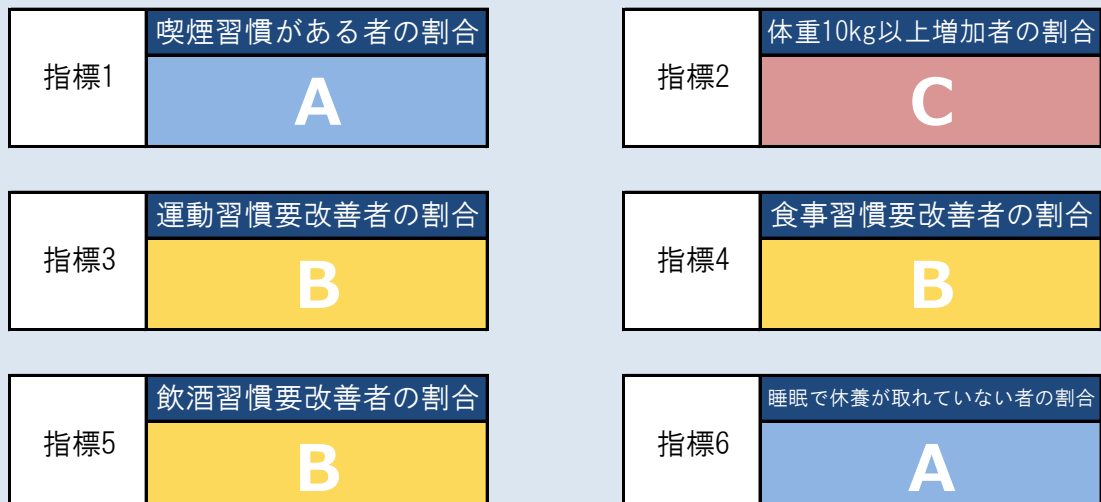 指標1
喫煙習慣がある者の割合
A
指標2
体重10kg以上増加者の割合
C
指標3
運動習慣要改善者の割合
B
指標4
食事習慣要改善者の割合
B
指標5
飲酒習慣要改善者の割合
B
指標6
睡眠で休養が取れていない者の割合
A